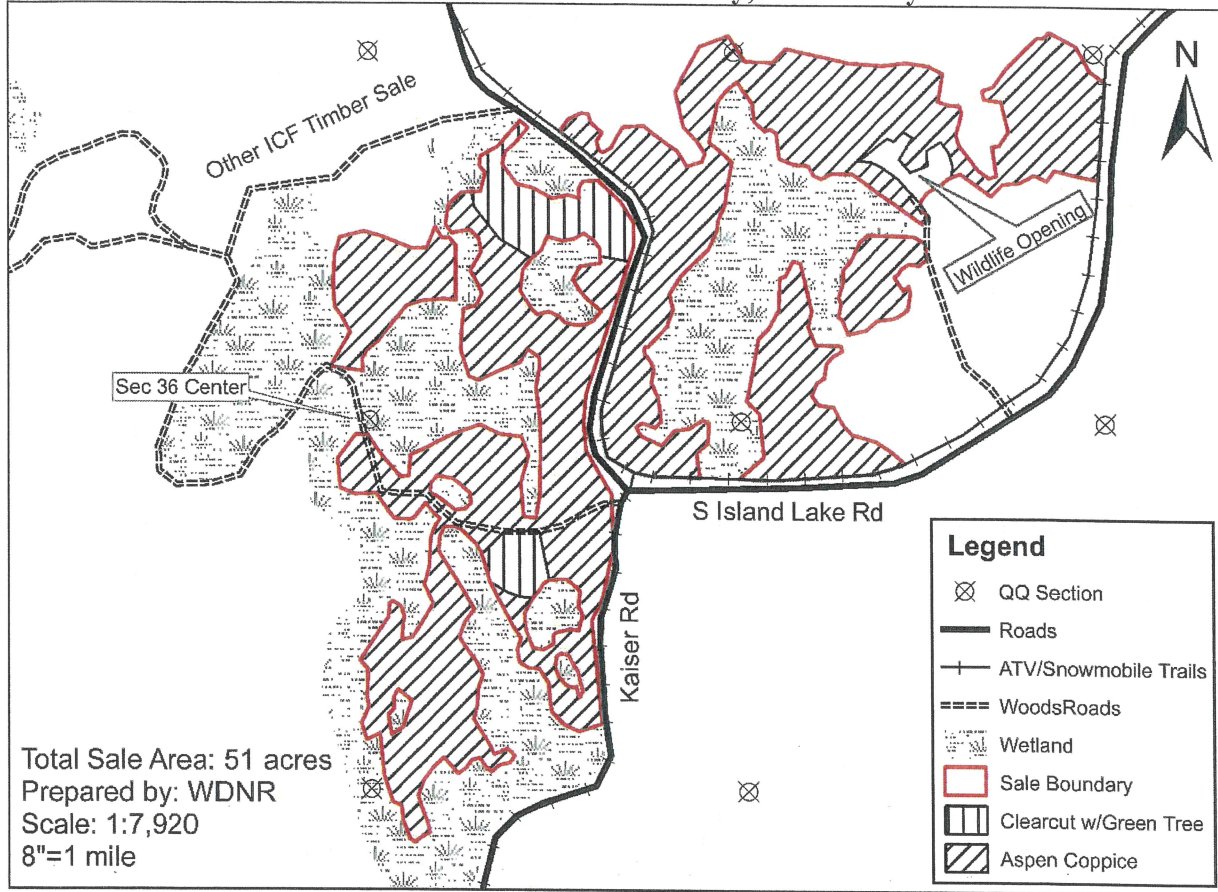 N
Other ICF Timber Sale
Wildlife Opening
Sec 36 Center
S Island Lake Rd
Kaiser Rd
Legend
QQ Section
Roads
ATV/Snowmobile Trails
WoodsRoads
Wetland
Sale Boundary
Clearcut w/Green Tree
Aspen Coppice
Total Sale Area: 51 acres
Prepared by: WDNR
Scale: 1:7,920
8"=1 mile